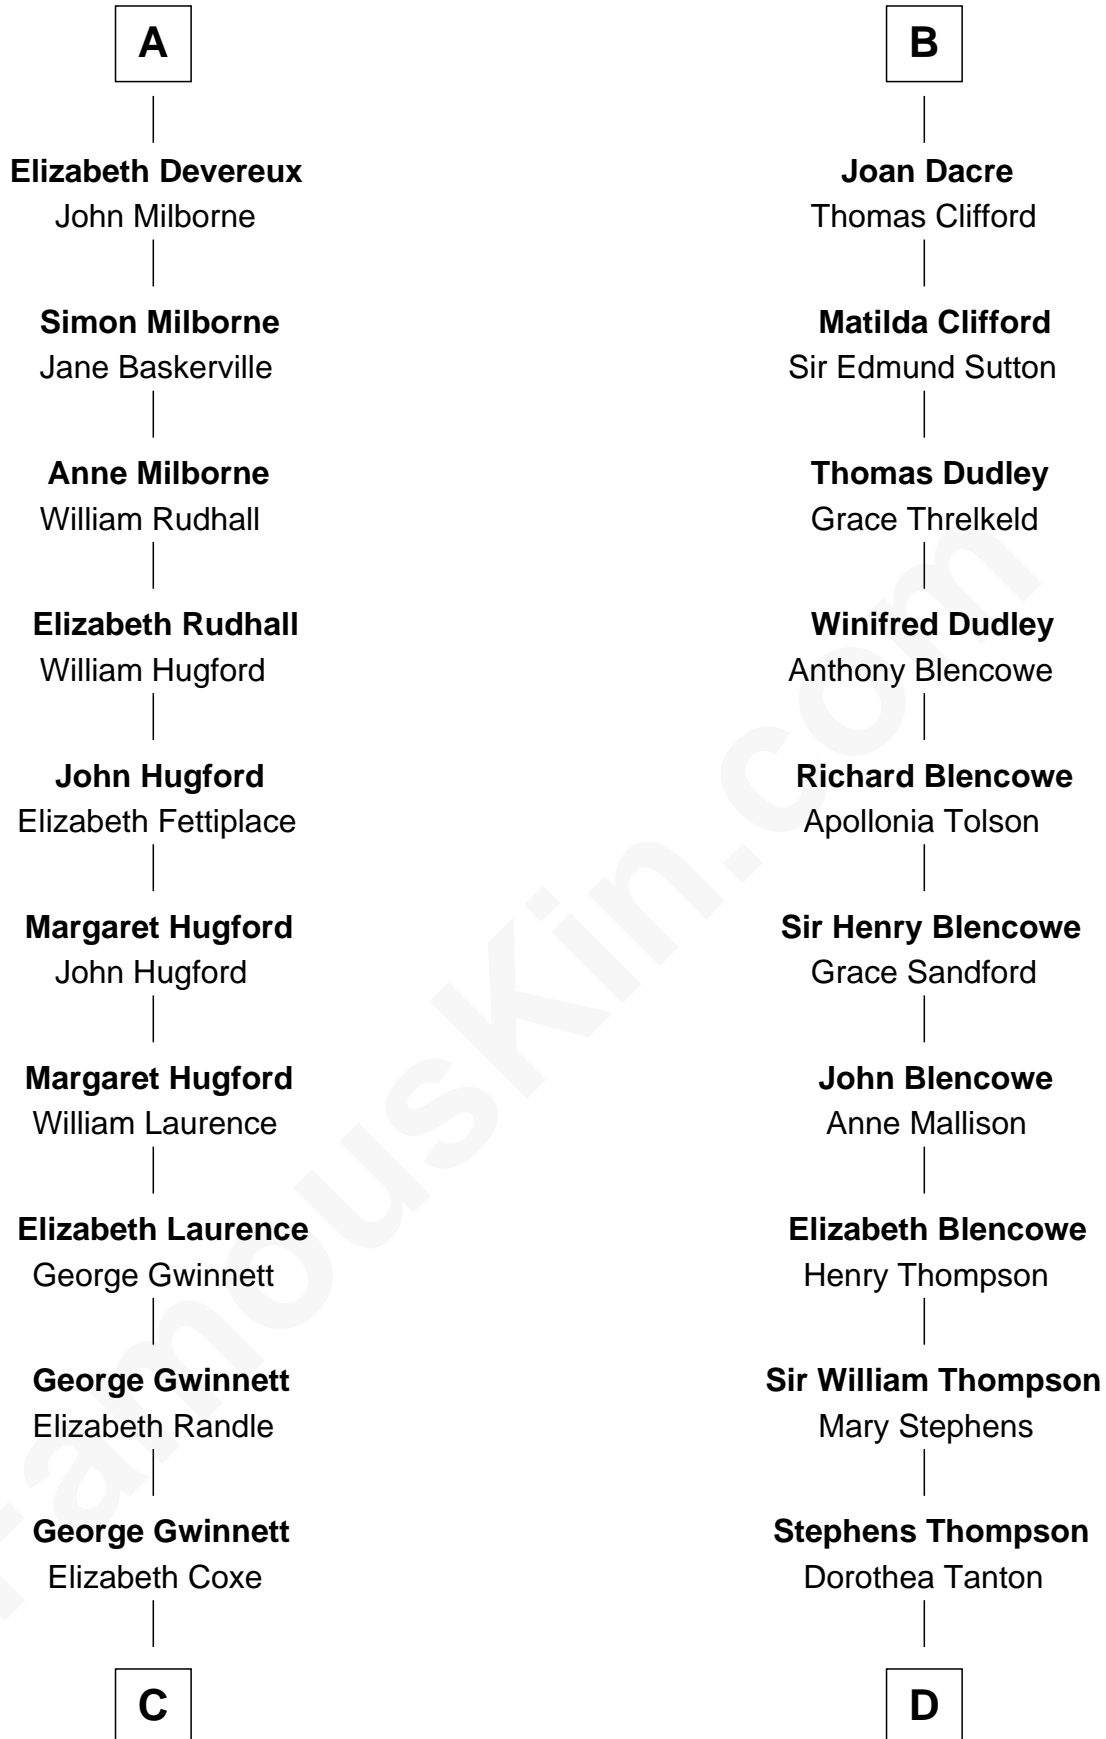 A
Elizabeth Devereux
John Milborne
Simon Milborne
Jane Baskerville
Anne Milborne
William Rudhall
Elizabeth Rudhall
William Hugford
John Hugford
Elizabeth Fettiplace
Margaret Hugford
John Hugford
Margaret Hugford
William Laurence
Elizabeth Laurence
George Gwinnett
George Gwinnett
Elizabeth Randle
George Gwinnett
Elizabeth Coxe
C
B
Joan Dacre
Thomas Clifford
Matilda Clifford
Sir Edmund Sutton
Thomas Dudley
Grace Threlkeld
Winifred Dudley
Anthony Blencowe
Richard Blencowe
Apollonia Tolson
Sir Henry Blencowe
Grace Sandford
John Blencowe
Anne Mallison
Elizabeth Blencowe
Henry Thompson
Sir William Thompson
Mary Stephens
Stephens Thompson
Dorothea Tanton
D
FamousKin.com